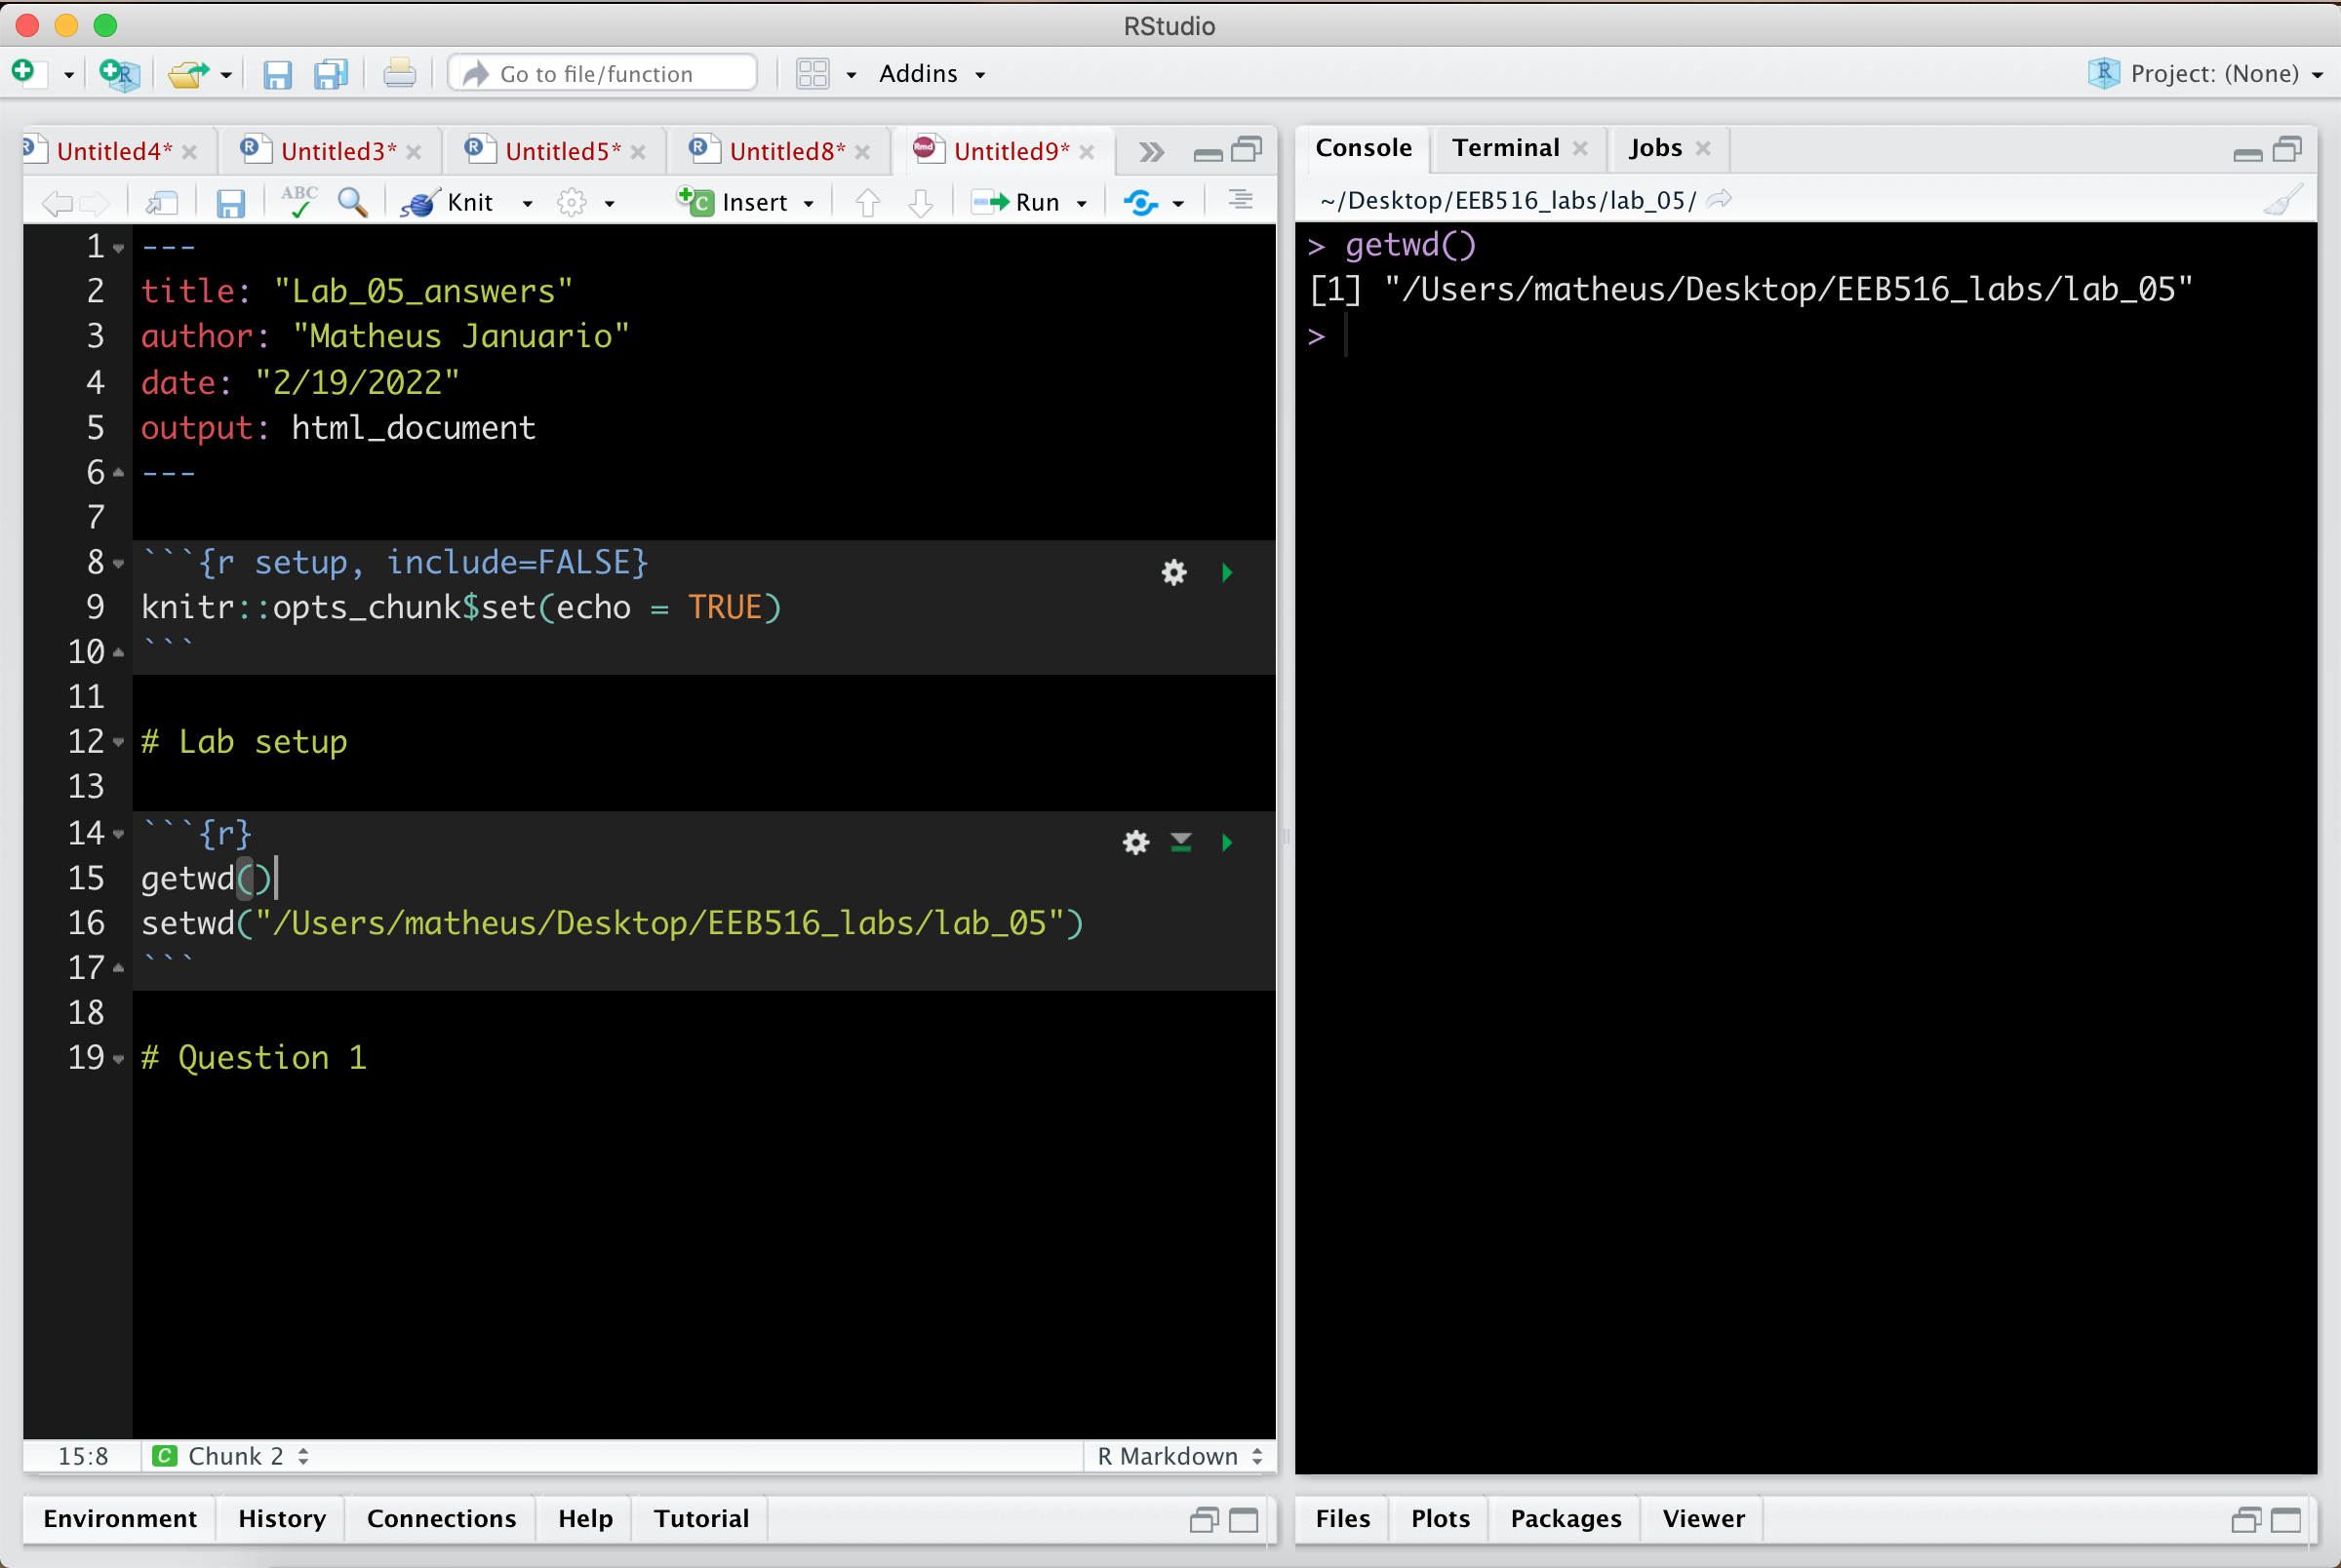 RStudio
Go to file/function
Addins
Project: (None)
Untitled4*
Untitled3*
Untitled5*
Untitled8*
Untitled9*
ABC
Knit
Insert
Run
1 ---
2 title: "Lab_05_answers"
3 author: "Matheus Januario"
4 date: "2/19/2022"
5 output: html_document
6 ---
7
8 ```{r setup, include=FALSE}
9 knitr::opts_chunk$set(echo = TRUE)
10 ```
11
12 # Lab setup
13
14 ```{r}
15 getwd()
16 setwd("/Users/matheus/Desktop/EEB516_labs/lab_05")
17 ```
18
19 # Question 1
15:8 C Chunk 2
R Markdown
Environment History Connections Help Tutorial
Console Terminal Jobs
~/Desktop/EEB516_labs/lab_05/
> getwd()
[1] "/Users/matheus/Desktop/EEB516_labs/lab_05"
>
Files Plots Packages Viewer